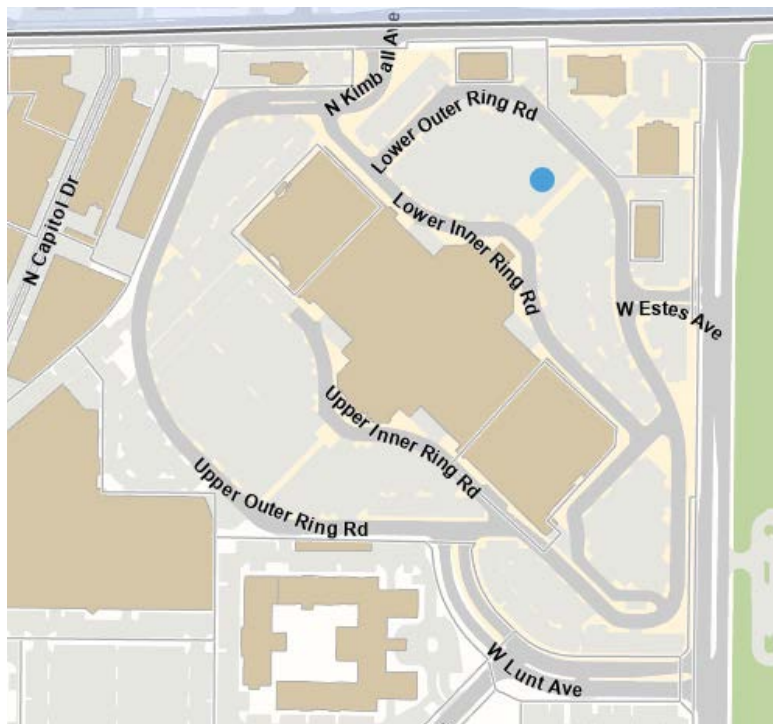 N Kimball Ave
Lower Outer Ring Rd
N Capitol Dr
Lower Inner Ring Rd
W Estes Ave
Upper Inner Ring Rd
Upper Outer Ring Rd
W Lunt Ave